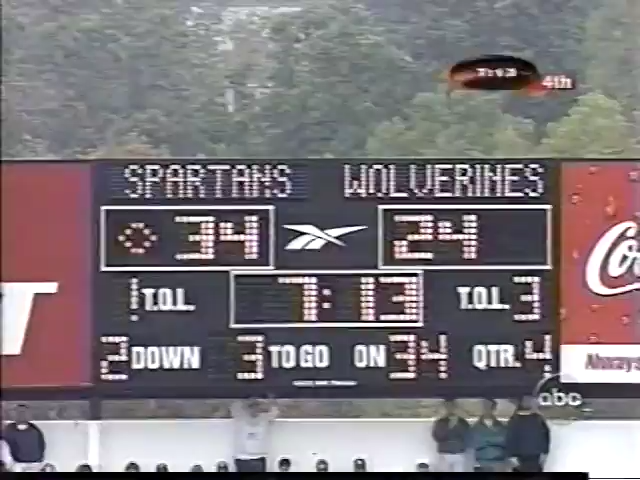 4th
SPARTANS WOLVERINES
34 24
1 T.O.L. 7:13 T.O.L. 3
2 DOWN 3 TO GO ON 34 QTR. 4
Always
abc